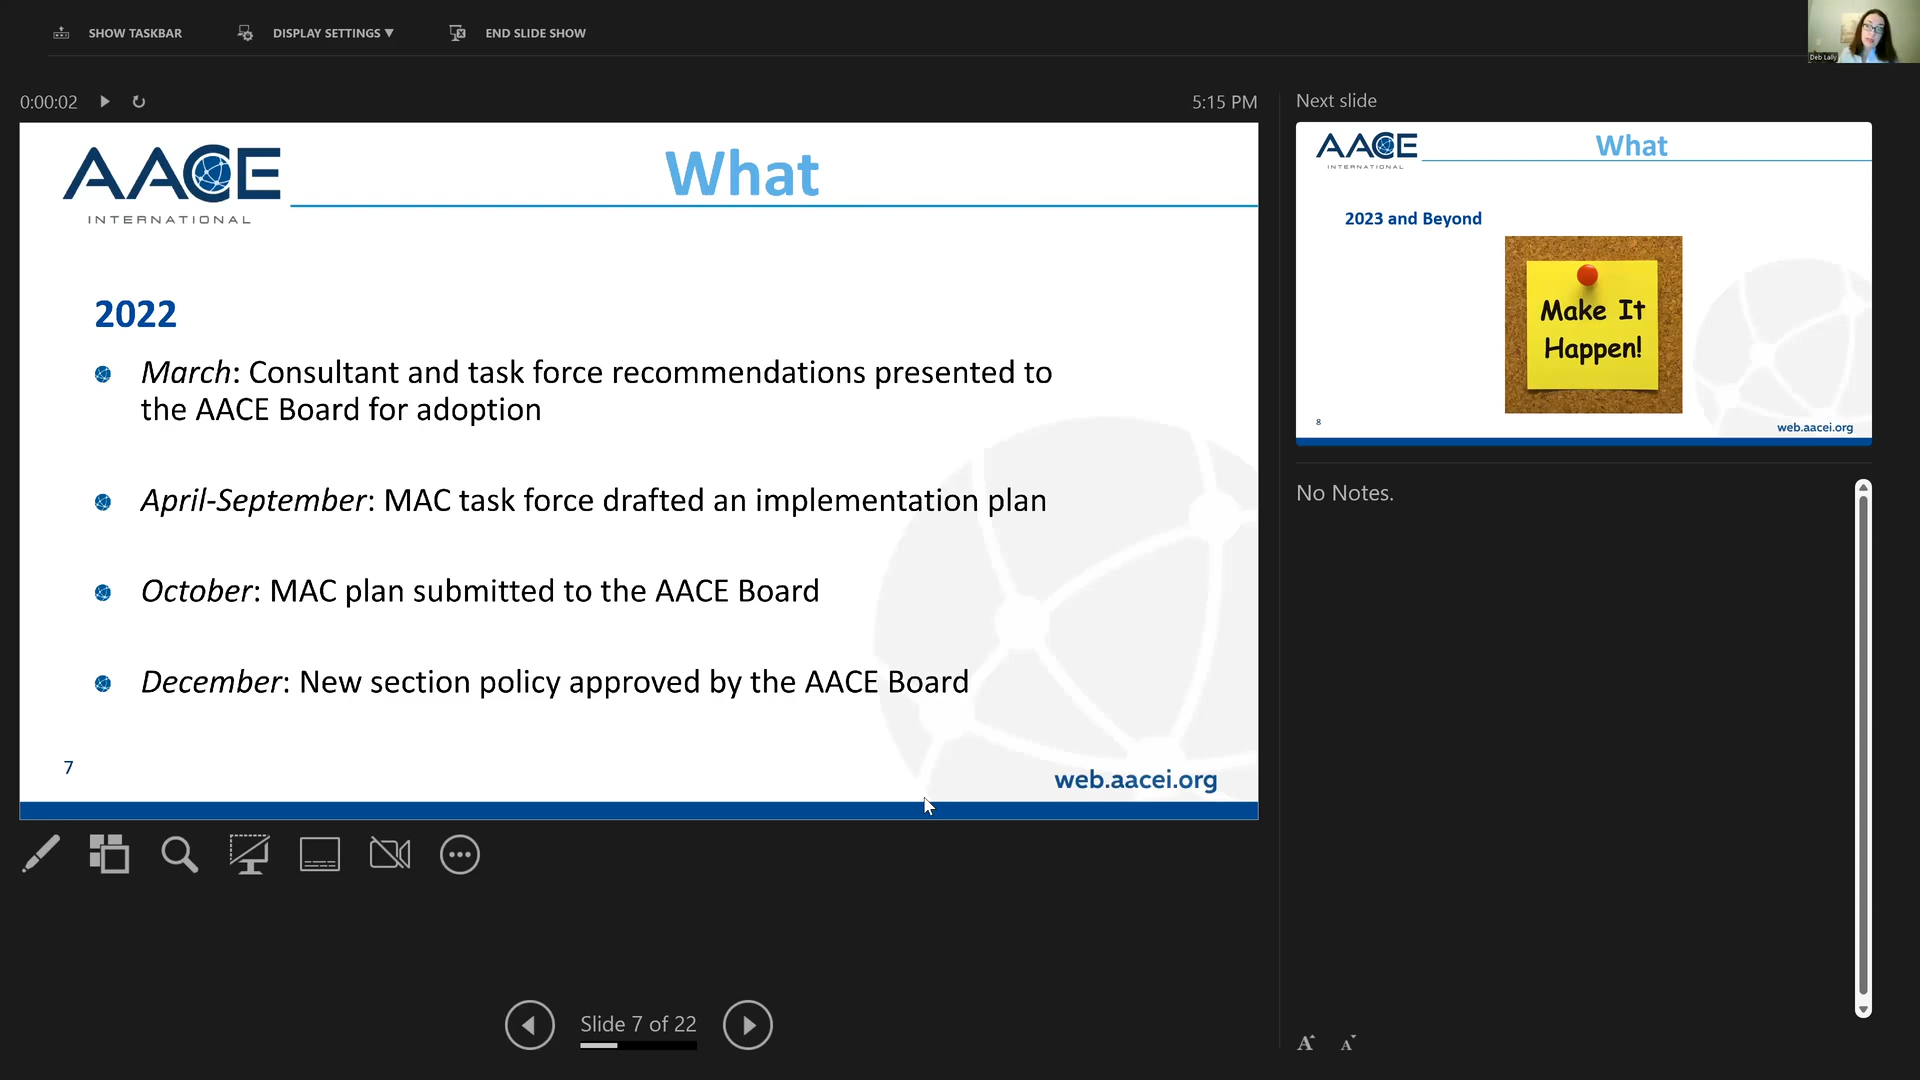 SHOW TASKBAR
DISPLAY SETTINGS ▼
END SLIDE SHOW
Deb Lally
0:00:02
5:15 PM
AACE
INTERNATIONAL
What
2022
March: Consultant and task force recommendations presented to
the AACE Board for adoption
April-September: MAC task force drafted an implementation plan
October: MAC plan submitted to the AACE Board
December: New section policy approved by the AACE Board
7
web.aacei.org
Slide 7 of 22
Next slide
AACE
INTERNATIONAL
What
2023 and Beyond
Make It
Happen!
8
web.aacei.org
No Notes.
A A